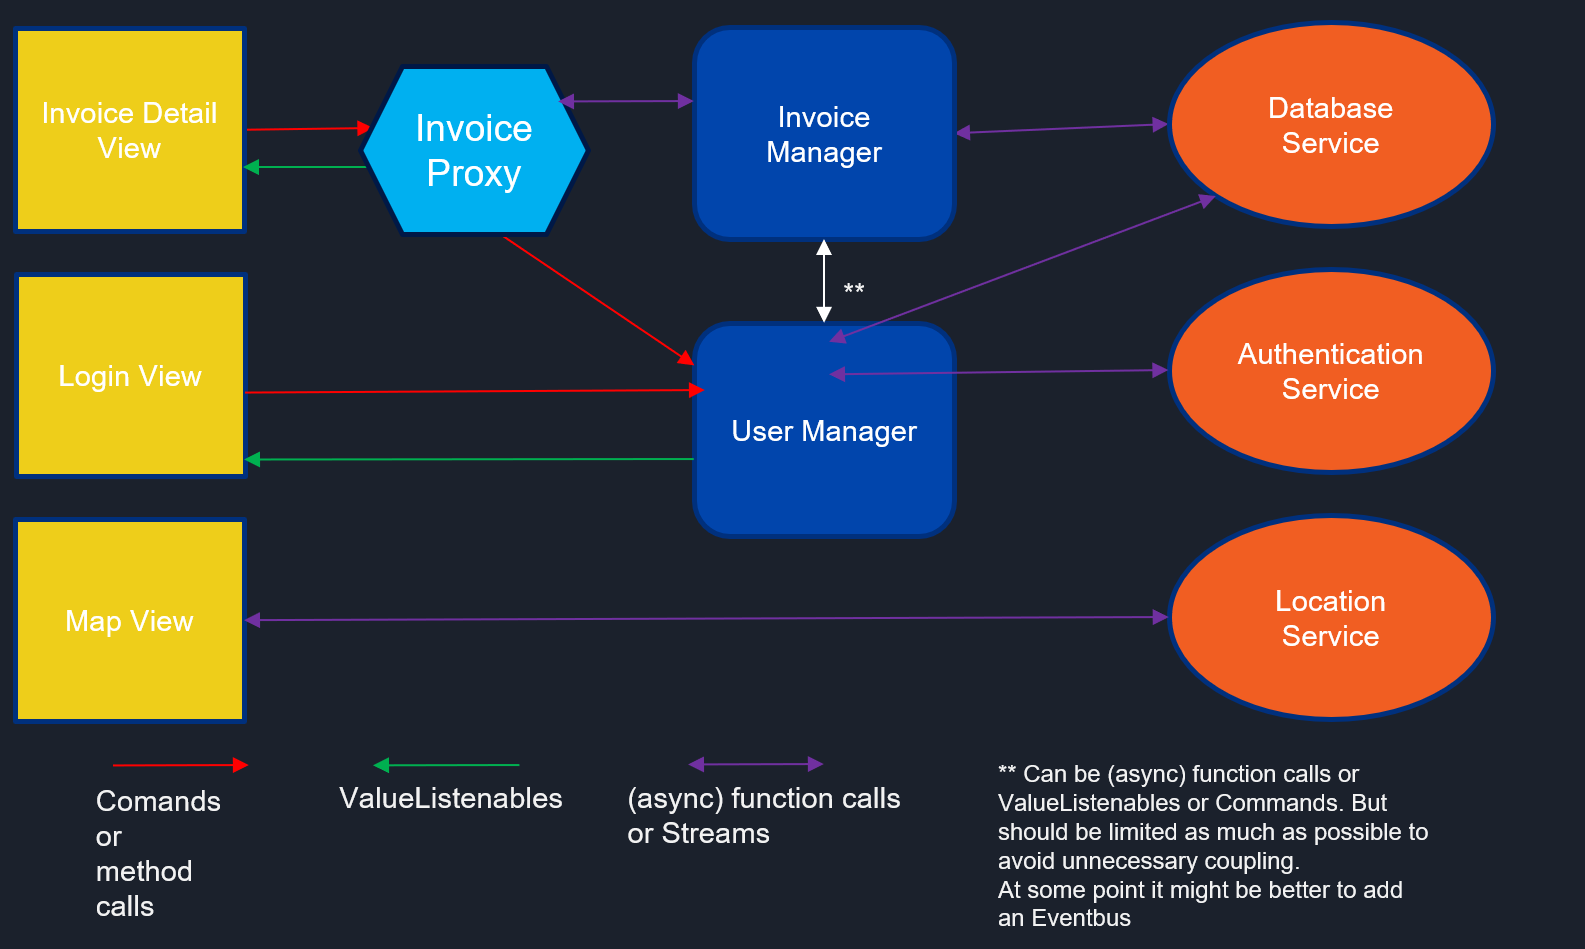 Invoice Detail
View
Invoice
Proxy
Invoice
Manager
Database
Service
**
Login View
User Manager
Authentication
Service
Map View
Location
Service
Comands
or
method
calls
ValueListenables
(async) function calls
or Streams
** Can be (async) function calls or
ValueListenables or Commands. But
should be limited as much as possible to
avoid unnecessary coupling.
At some point it might be better to add
an Eventbus